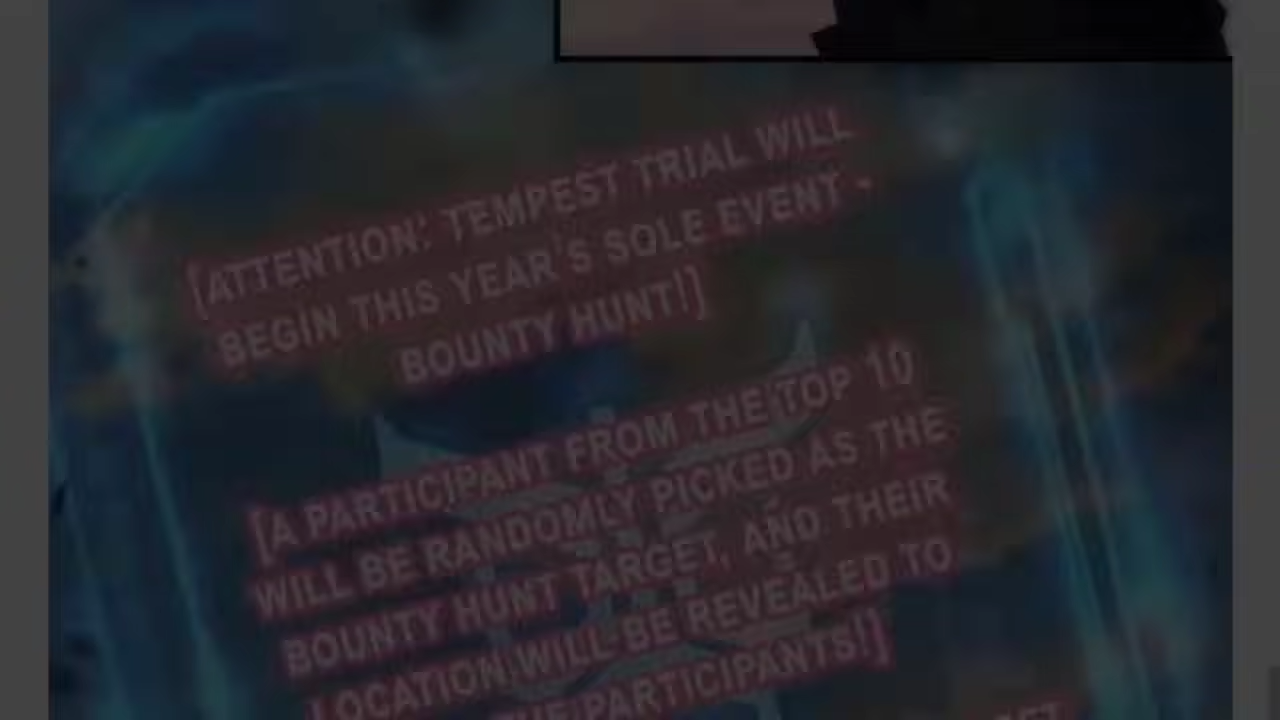 [ATTENTION: TEMPEST TRIAL WILL
BEGIN THIS YEAR'S SOLE EVENT -
BOUNTY HUNT!]
[A PARTICIPANT FROM THE TOP 10
WILL BE RANDOMLY PICKED AS THE
BOUNTY HUNT TARGET, AND THEIR
LOCATION WILL BE REVEALED TO
THE PARTICIPANTS!]